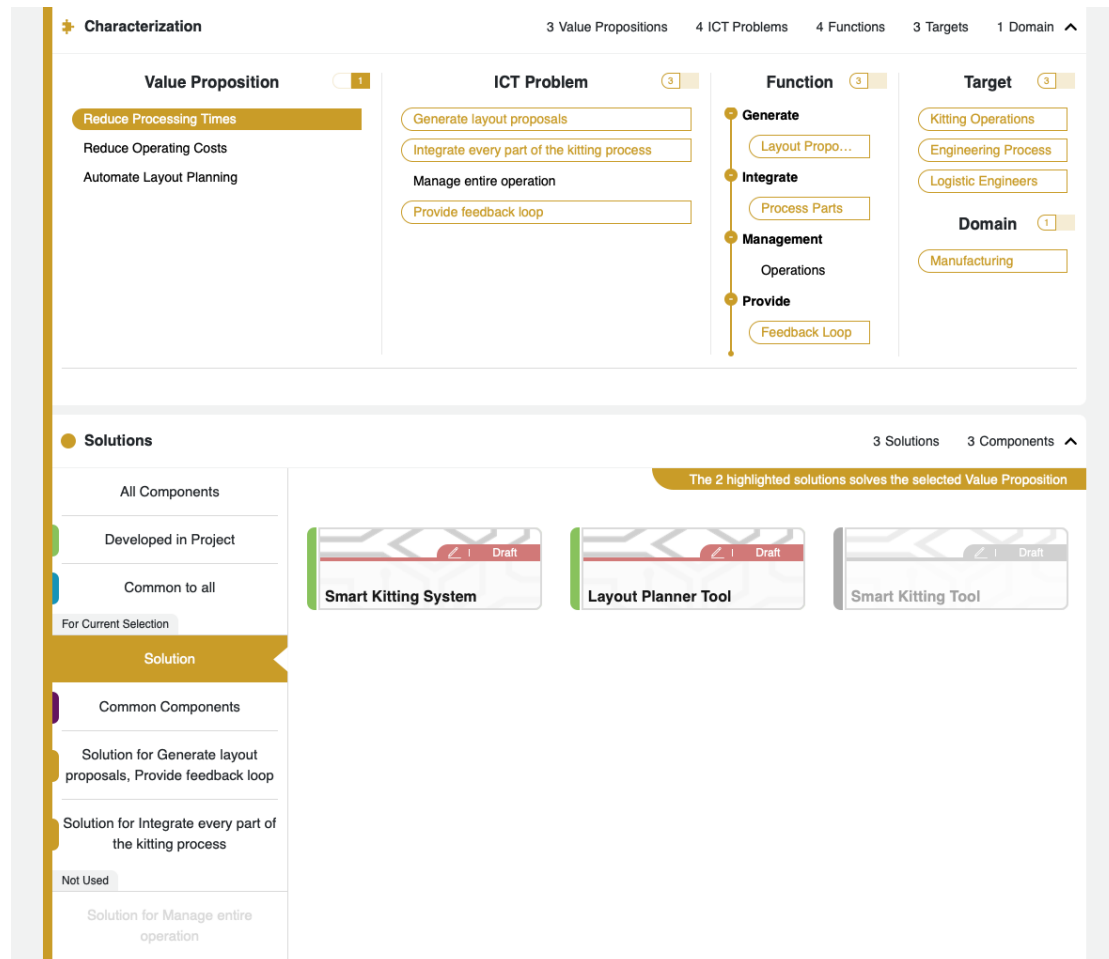 Characterization
3 Value Propositions
4 ICT Problems
4 Functions
3 Targets
1 Domain
Value Proposition
1
Reduce Processing Times
Reduce Operating Costs
Automate Layout Planning
ICT Problem
3
Generate layout proposals
Integrate every part of the kitting process
Manage entire operation
Provide feedback loop
Function
3
Generate
Layout Propo...
Integrate
Process Parts
Management
Operations
Provide
Feedback Loop
Target
3
Kitting Operations
Engineering Process
Logistic Engineers
Domain
1
Manufacturing
Solutions
3 Solutions
3 Components
All Components
Developed in Project
Common to all
For Current Selection
Solution
Common Components
Solution for Generate layout
proposals, Provide feedback loop
Solution for Integrate every part of
the kitting process
Not Used
Solution for Manage entire
operation
The 2 highlighted solutions solves the selected Value Proposition
Draft
Smart Kitting System
Draft
Layout Planner Tool
Draft
Smart Kitting Tool